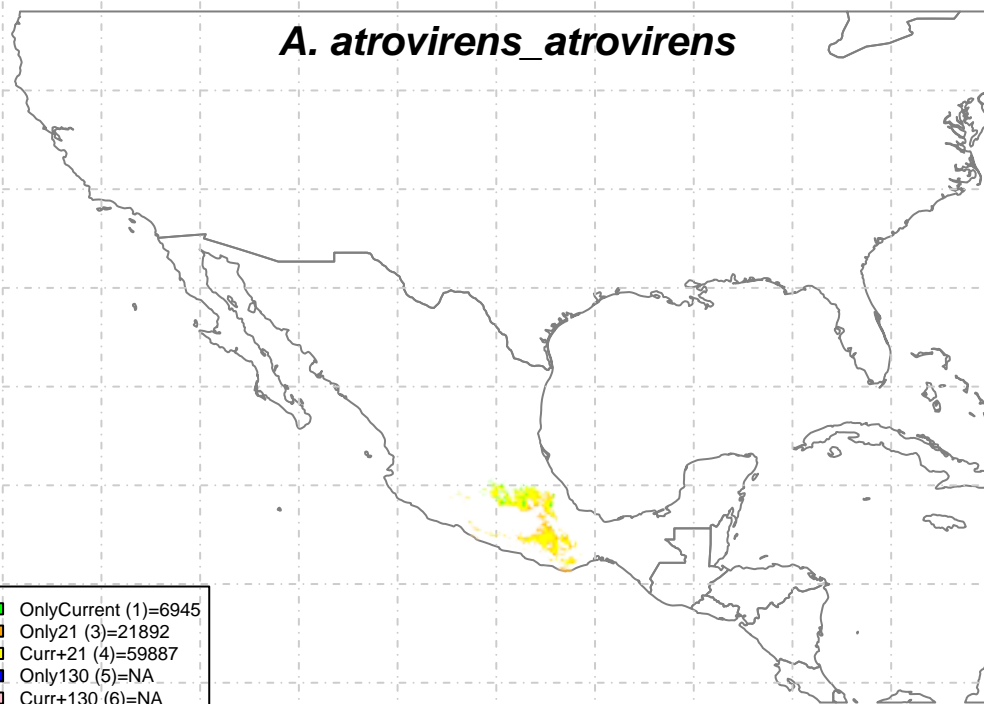 A. atrovirens_atrovirens
OnlyCurrent (1)=6945
Only21 (3)=21892
Curr+21 (4)=59887
Only130 (5)=NA
Curr+130 (6)=NA